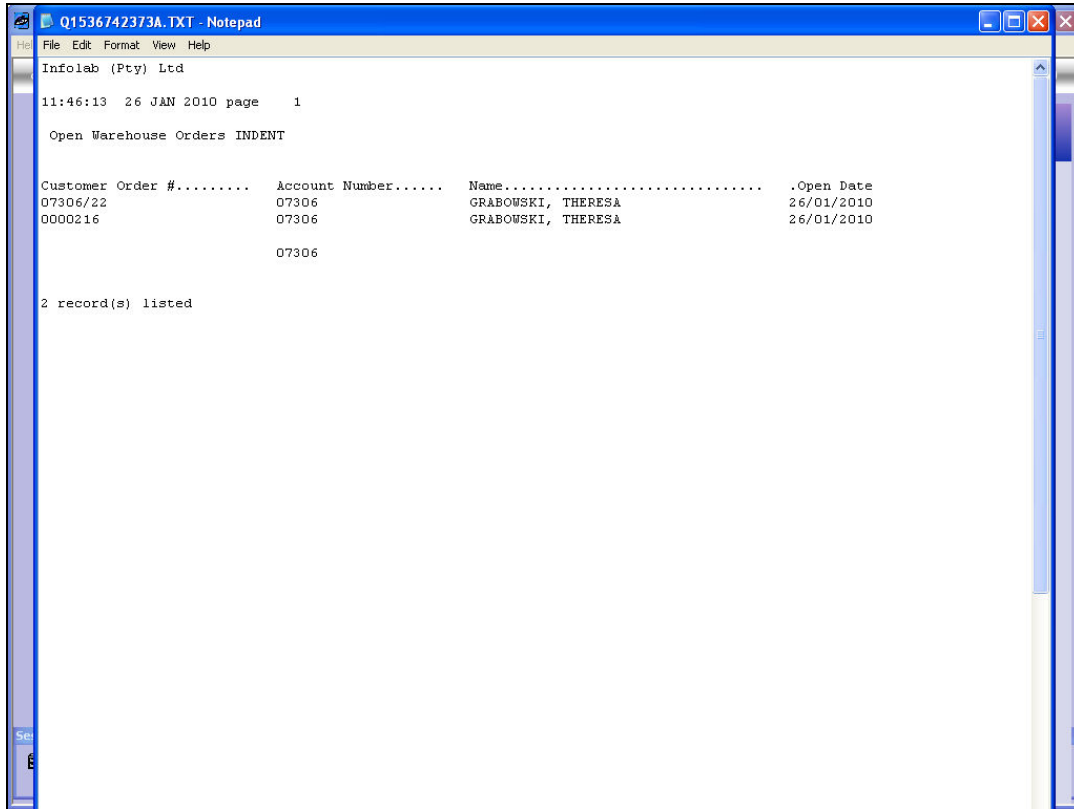 Q1536742373A.TXT - Notepad
Hel
File Edit Format View Help
Infolab (Pty) Ltd
11:46:13 26 JAN 2010 page 1
Open Warehouse Orders INDENT
Customer Order #......... Account Number...... Name............................... .Open Date
07306/22 07306 GRABOWSKI, THERESA 26/01/2010
0000216 07306 GRABOWSKI, THERESA 26/01/2010
07306
2 record(s) listed
Ses